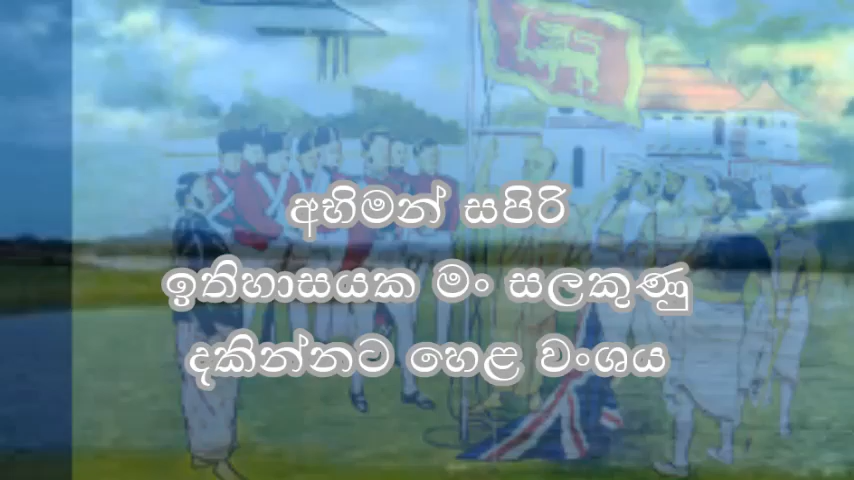 අභිමන් සපිරි
ඉතිහාසයක මං සලකුණු
දකින්නට හෙළ වංශය